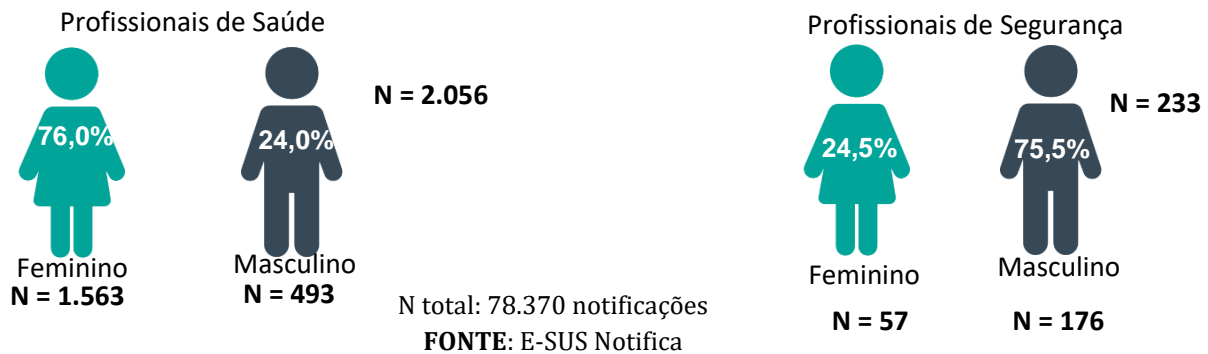 Profissionais de Saúde
76,0%
24,0%
N = 2.056
Feminino
N = 1.563
Masculino
N = 493
N total: 78.370 notificações
FONTE: E-SUS Notifica
Profissionais de Segurança
24,5%
75,5%
N = 233
Feminino
N = 57
Masculino
N = 176